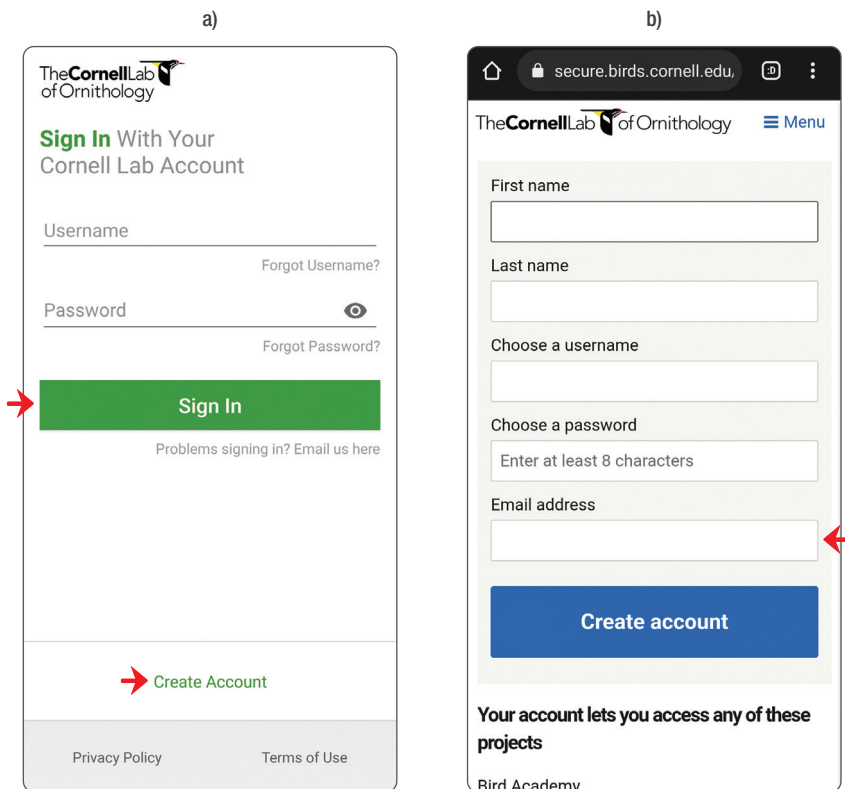 a)
TheCornellLab
of Ornithology
Sign In With Your
Cornell Lab Account
Username
Forgot Username?
Password
Forgot Password?
Sign In
Problems signing in? Email us here
Create Account
Privacy Policy
Terms of Use
b)
secure.birds.cornell.edu/
:D
TheCornellLab of Ornithology
Menu
First name
Last name
Choose a username
Choose a password
Enter at least 8 characters
Email address
Create account
Your account lets you access any of these
projects
Bird Academy